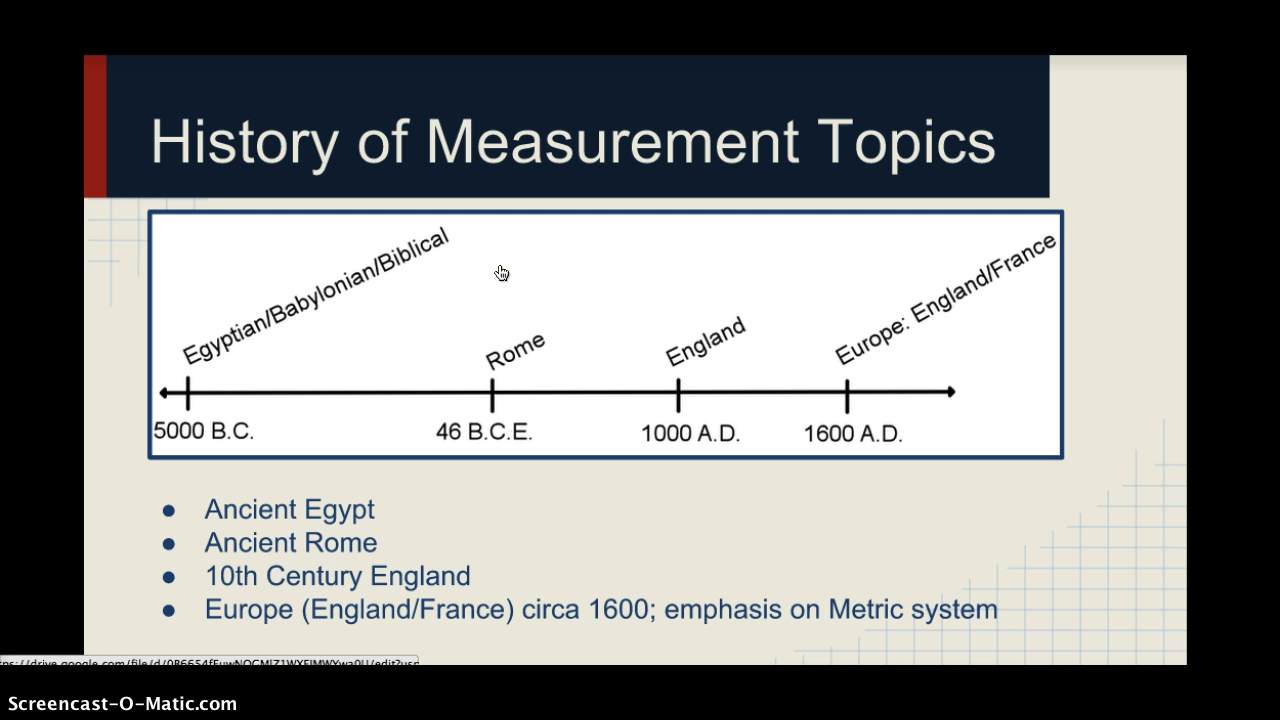 History of Measurement Topics
Egyptian/Babylonian/Biblical
Rome
England
Europe: England/France
5000 B.C.
46 B.C.E.
1000 A.D.
1600 A.D.
● Ancient Egypt
● Ancient Rome
● 10th Century England
● Europe (England/France) circa 1600; emphasis on Metric system
Screencast-O-Matic.com